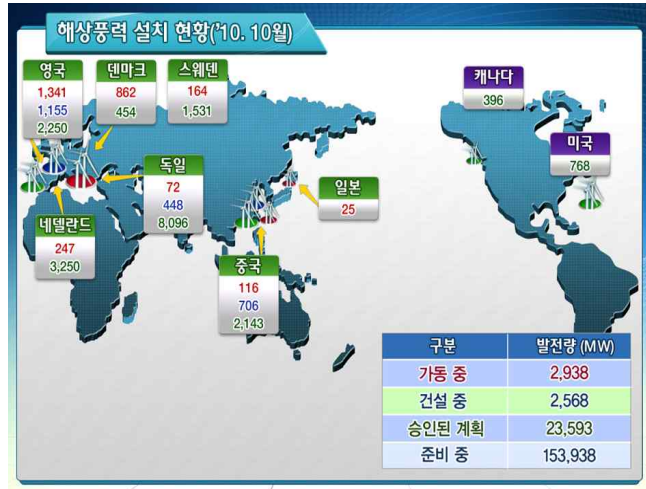 해상풍력 설치 현황('10. 10월)
영국
1,341
1,155
2,250
덴마크
862
454
스웨덴
164
1,531
캐나다
396
미국
768
독일
72
448
8,096
일본
25
네델란드
247
3,250
중국
116
706
2,143
구분 발전량 (MW)
가동 중 2,938
건설 중 2,568
승인된 계획 23,593
준비 중 153,938